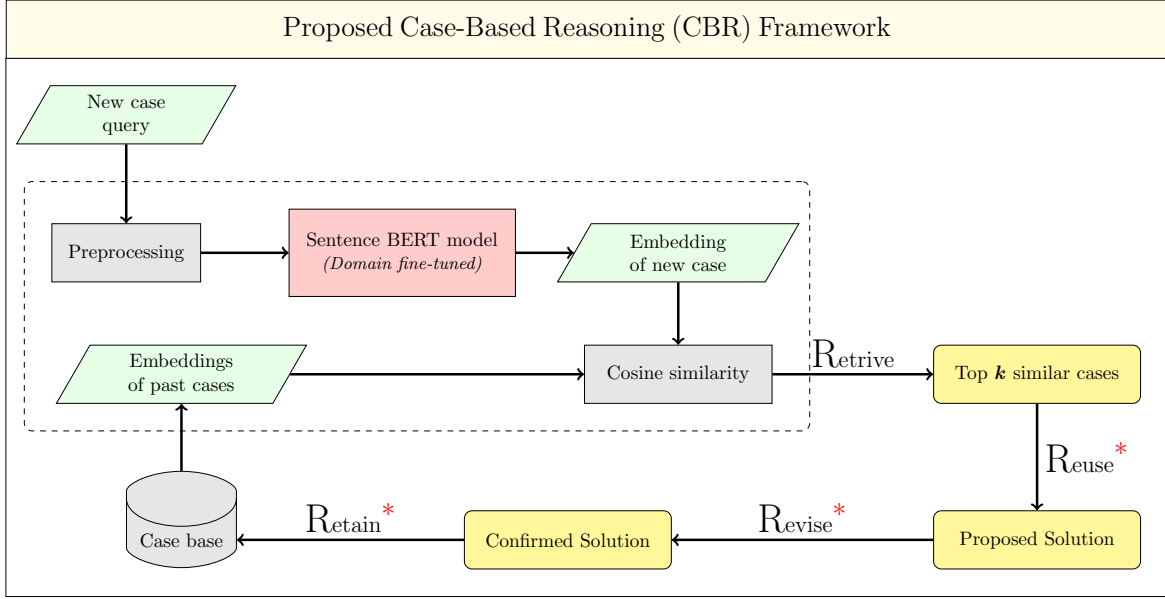 Proposed Case-Based Reasoning (CBR) Framework
New case
query
Preprocessing
Sentence BERT model
(Domain fine-tuned)
Embedding
of new case
Embeddings
of past cases
Cosine similarity
Retrive
Top k similar cases
Reuse*
Case base
Retain*
Confirmed Solution
Revise*
Proposed Solution